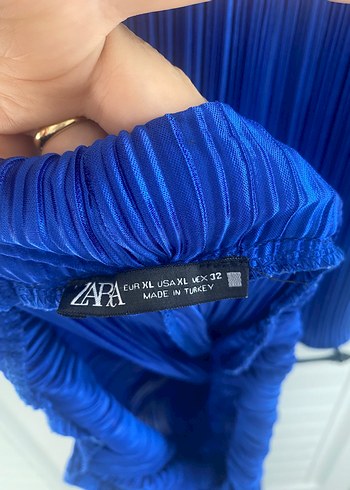 ZARA
EUR XL USA XL MEX 32
MADE IN TURKEY